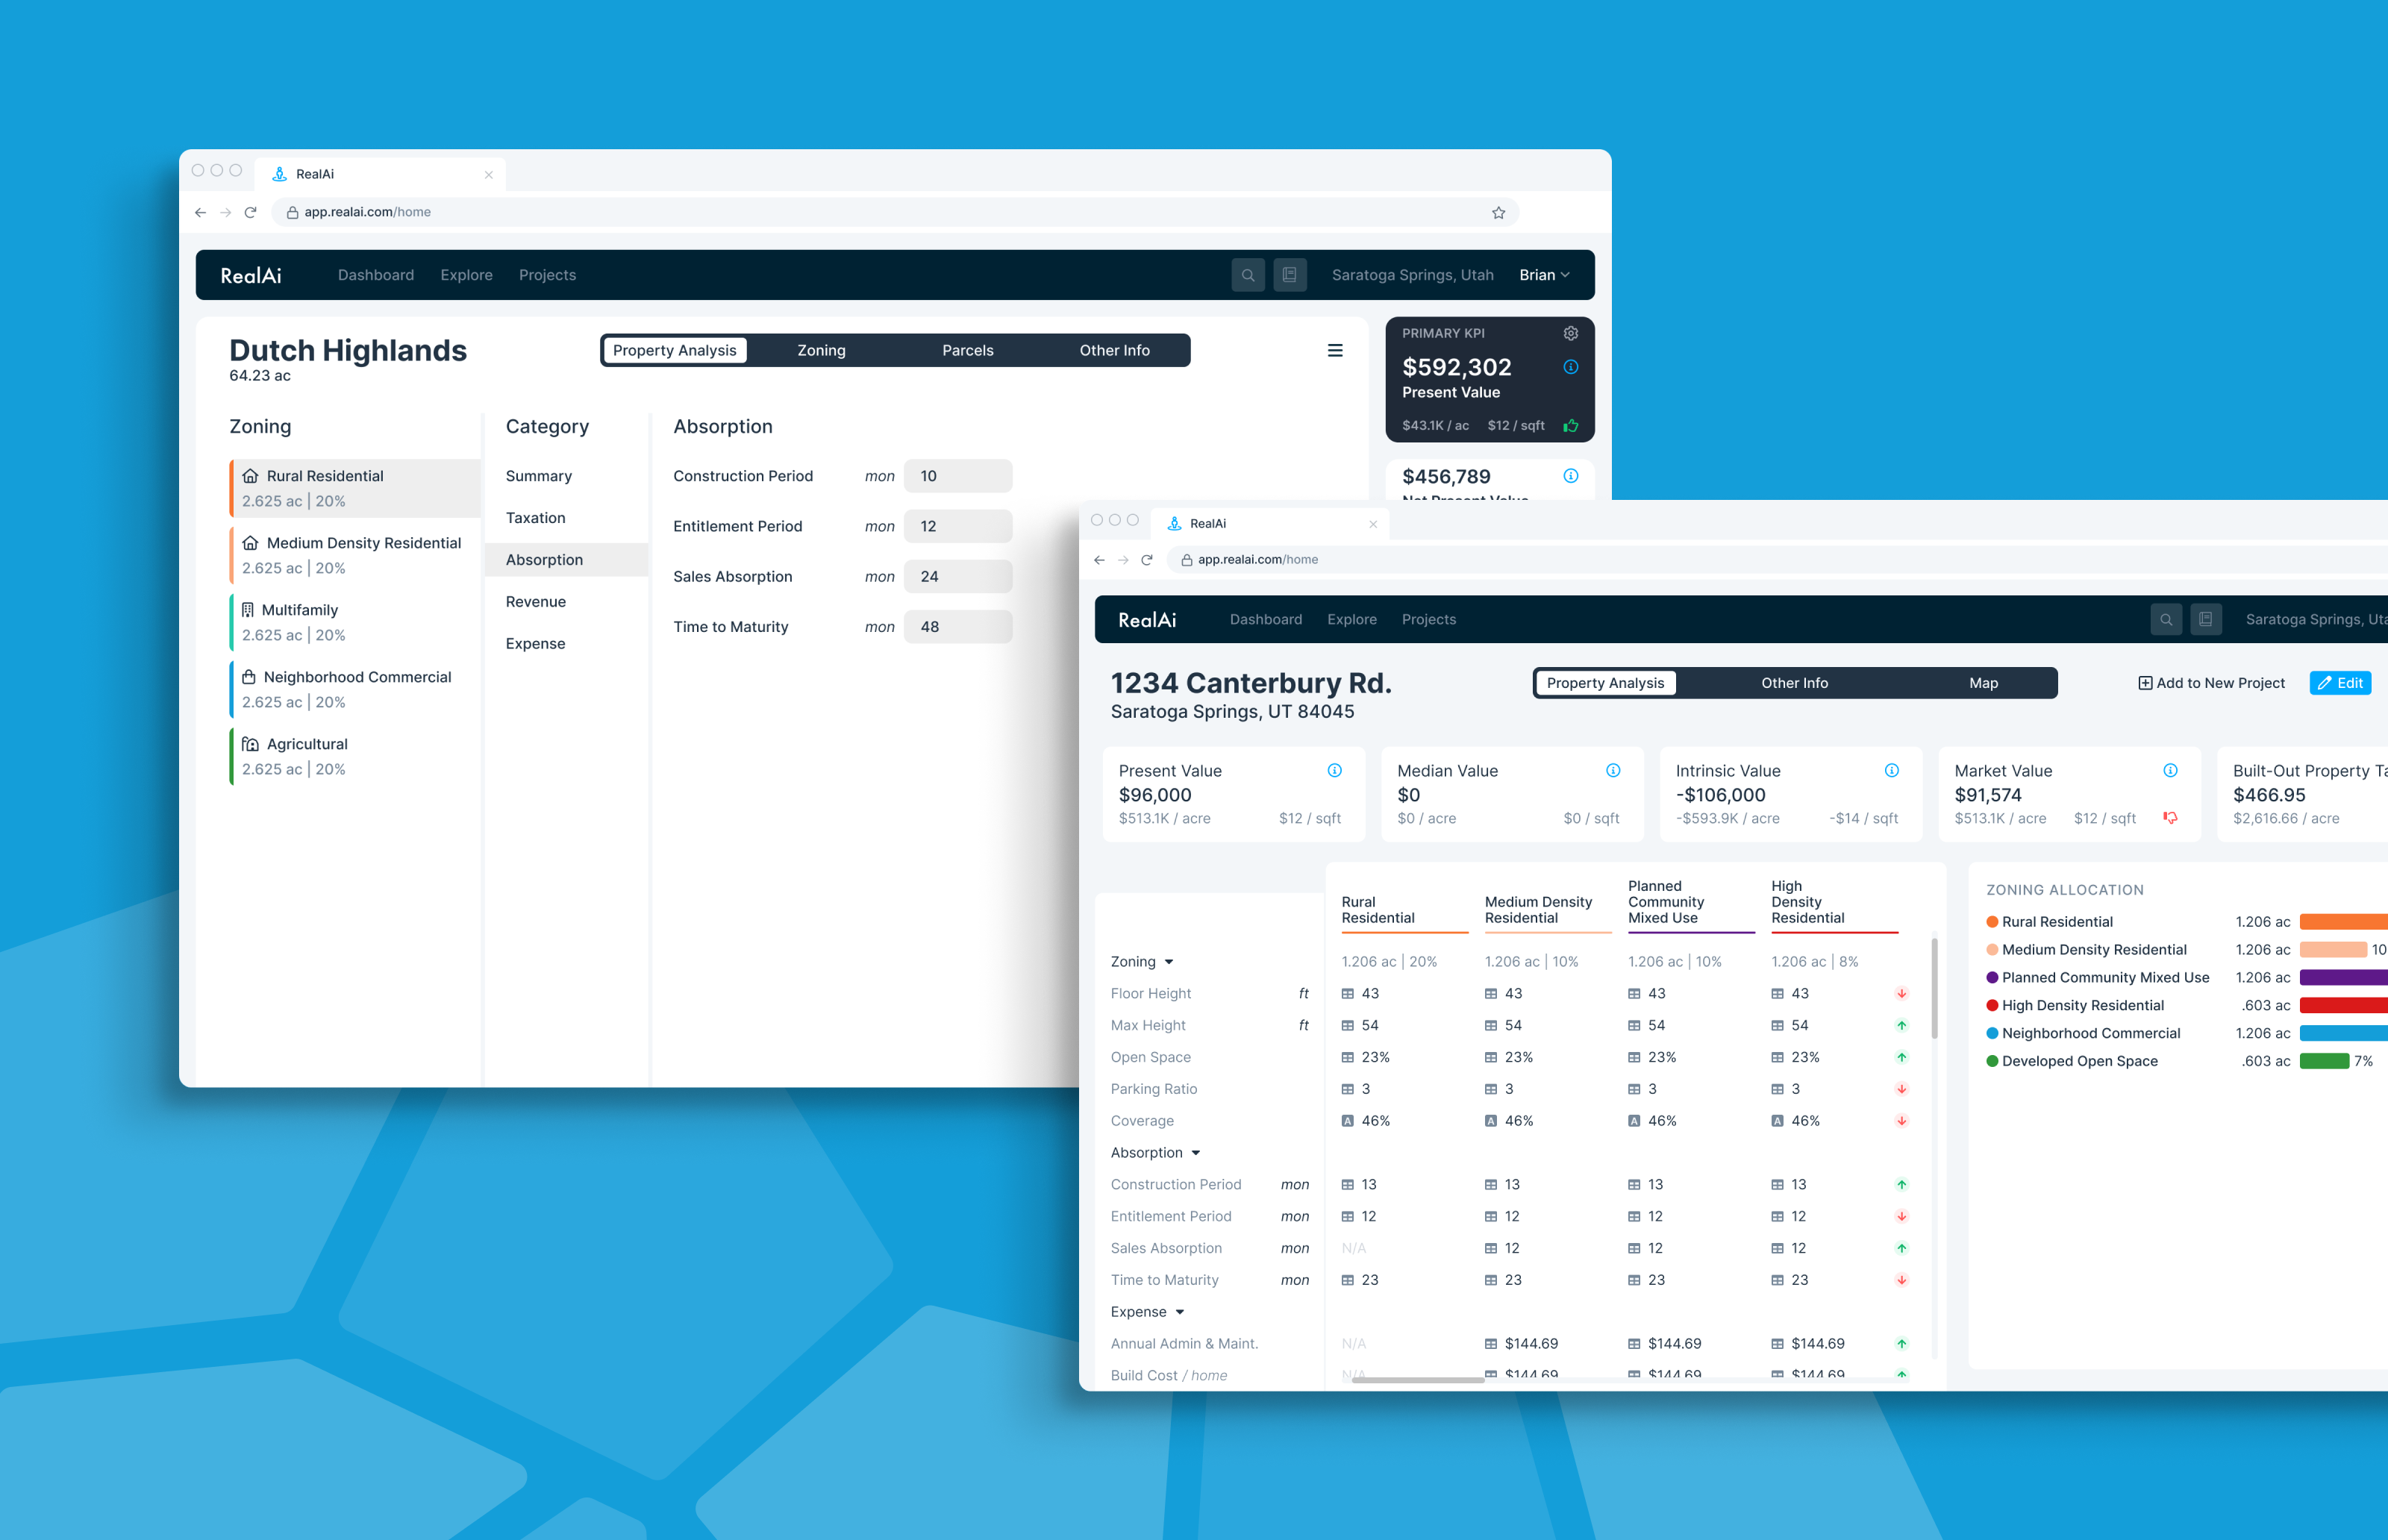 RealAi
app.realai.com/home
RealAi Dashboard Explore Projects Saratoga Springs, Utah Brian
Dutch Highlands
64.23 ac
Property Analysis Zoning Parcels Other Info
Zoning
Rural Residential
2.625 ac | 20%
Medium Density Residential
2.625 ac | 20%
Multifamily
2.625 ac | 20%
Neighborhood Commercial
2.625 ac | 20%
Agricultural
2.625 ac | 20%
Category
Summary
Taxation
Absorption
Revenue
Expense
Absorption
Construction Period mon 10
Entitlement Period mon 12
Sales Absorption mon 24
Time to Maturity mon 48
PRIMARY KPI
$592,302
Present Value
$43.1K / ac $12 / sqft
$456,789
Net Present Value
RealAi
app.realai.com/home
RealAi Dashboard Explore Projects Saratoga Springs,
1234 Canterbury Rd.
Saratoga Springs, UT 84045
Property Analysis Other Info Map
Add to New Project Edit
Present Value
$96,000
$513.1K / acre $12 / sqft
Median Value
$0
$0 / acre $0 / sqft
Intrinsic Value
-$106,000
-$593.9K / acre -$14 / sqft
Market Value
$91,574
$513.1K / acre $12 / sqft
Built-Out Property
$466.95
$2,616.66 / acre
Rural
Residential
Medium Density
Residential
Planned
Community
Mixed Use
High
Density
Residential
Zoning 1.206 ac | 20% 1.206 ac | 10% 1.206 ac | 10% 1.206 ac | 8%
Floor Height ft 43 43 43 43
Max Height ft 54 54 54 54
Open Space 23% 23% 23% 23%
Parking Ratio 3 3 3 3
Coverage A 46% A 46% A 46% A 46%
Absorption
Construction Period mon 13 13 13 13
Entitlement Period mon 12 12 12 12
Sales Absorption mon N/A 12 12 12
Time to Maturity mon 23 23 23 23
Expense
Annual Admin & Maint. N/A $144.69 $144.69 $144.69
Build Cost / home N/A $144.69 $144.69 $144.69
ZONING ALLOCATION
Rural Residential 1.206 ac
Medium Density Residential 1.206 ac 10
Planned Community Mixed Use 1.206 ac
High Density Residential .603 ac
Neighborhood Commercial 1.206 ac
Developed Open Space .603 ac 7%